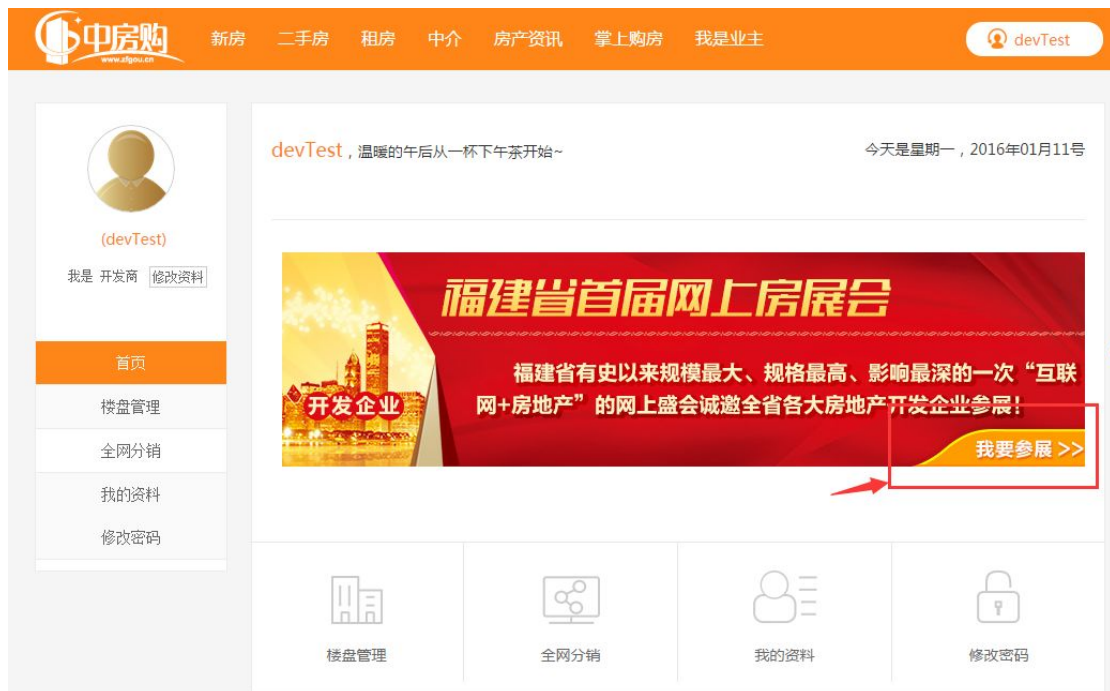 中房购
www.zfgou.cn
新房 二手房 租房 中介 房产资讯 掌上购房 我是业主
devTest
(devTest)
我是 开发商 修改资料
首页
楼盘管理
全网分销
我的资料
修改密码
devTest，温暖的午后从一杯下午茶开始~
今天是星期一，2016年01月11号
福建省首届网上房展会
开发企业
福建省有史以来规模最大、规格最高、影响最深的一次“互联
网+房地产”的网上盛会诚邀全省各大房地产开发企业参展！
我要参展 >>
楼盘管理
全网分销
我的资料
修改密码